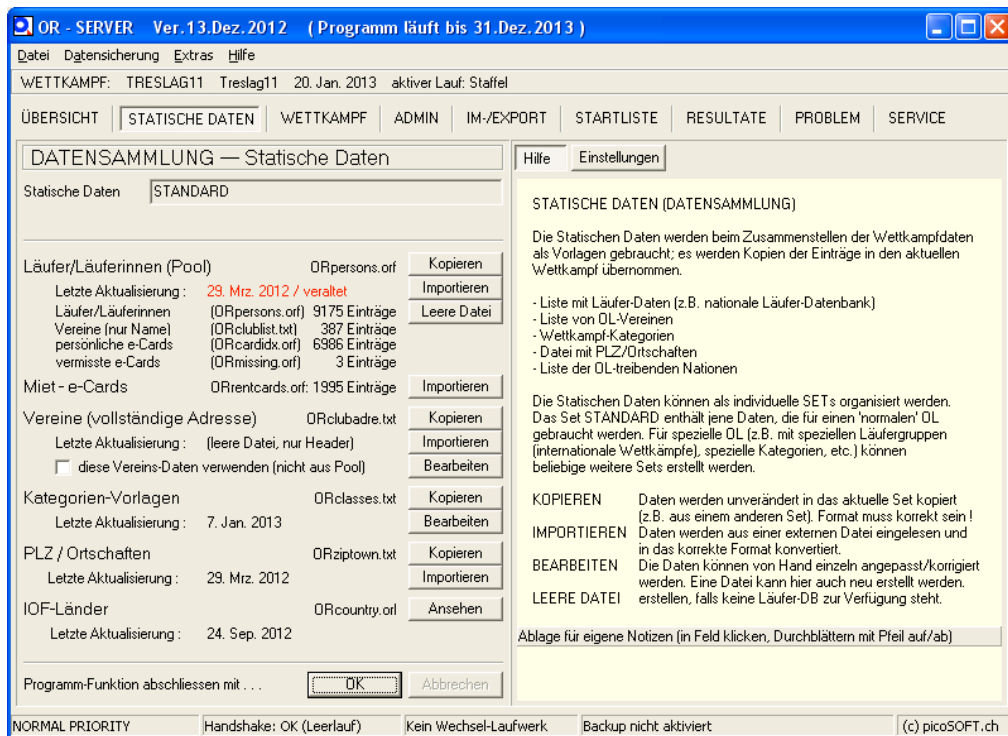 OR - SERVER Ver.13.Dez.2012 ( Programm läuft bis 31.Dez.2013 )
Datei Datensicherung Extras Hilfe
WETTKAMPF: TRESLAG11 Treslag11 20. Jan. 2013 aktiver Lauf: Staffel
ÜBERSICHT STATISCHE DATEN WETTKAMPF ADMIN IM-/EXPORT STARTLISTE RESULTATE PROBLEM SERVICE
DATENSAMMLUNG — Statische Daten
Statische Daten STANDARD
Läufer/Läuferinnen (Pool) ORpersons.orf Kopieren
Letzte Aktualisierung : 29. Mrz. 2012 / veraltet Importieren
Läufer/Läuferinnen (ORpersons.orf) 9175 Einträge Leere Datei
Vereine (nur Name) (ORclublist.txt) 387 Einträge
persönliche e-Cards (ORcardidx.orf) 6986 Einträge
vermisste e-Cards (ORmissing.orf) 3 Einträge
Miet - e-Cards ORrentcards.orf: 1995 Einträge Importieren
Vereine (vollständige Adresse) ORclubadre.txt Kopieren
Letzte Aktualisierung : (leere Datei, nur Header) Importieren
diese Vereins-Daten verwenden (nicht aus Pool) Bearbeiten
Kategorien-Vorlagen ORclasses.txt Kopieren
Letzte Aktualisierung : 7. Jan. 2013 Bearbeiten
PLZ / Ortschaften ORziptown.txt Kopieren
Letzte Aktualisierung : 29. Mrz. 2012 Importieren
IOF-Länder ORcountry.orl Ansehen
Letzte Aktualisierung : 24. Sep. 2012
Programm-Funktion abschliessen mit . . . OK Abbrechen
Hilfe Einstellungen
STATISCHE DATEN (DATENSAMMLUNG)
Die Statischen Daten werden beim Zusammenstellen der Wettkampfdaten
als Vorlagen gebraucht; es werden Kopien der Einträge in den aktuellen
Wettkampf übernommen.
- Liste mit Läufer-Daten (z.B. nationale Läufer-Datenbank)
- Liste von OL-Vereinen
- Wettkampf-Kategorien
- Datei mit PLZ/Ortschaften
- Liste der OL-treibenden Nationen
Die Statischen Daten können als individuelle SETs organisiert werden.
Das Set STANDARD enthält jene Daten, die für einen 'normalen' OL
gebraucht werden. Für spezielle OL (z.B. mit speziellen Läufergruppen
(internationale Wettkämpfe), spezielle Kategorien, etc.) können
beliebige weitere Sets erstellt werden.
KOPIEREN Daten werden unverändert in das aktuelle Set kopiert
(z.B. aus einem anderen Set). Format muss korrekt sein !
IMPORTIEREN Daten werden aus einem externen Datei eingelesen und
in das korrekte Format konvertiert.
BEARBEITEN Die Daten können von Hand einzeln angepasst/korrigiert
werden. Eine Datei kann hier auch neu erstellt werden.
LEERE DATEI erstellen, falls keine Läufer-DB zur Verfügung steht.
Ablage für eigene Notizen (in Feld klicken, Durchblättern mit Pfeil auf/ab)
NORMAL PRIORITY Handshake: OK (Leerlauf) Kein Wechsel-Laufwerk Backup nicht aktiviert (c) picoSOFT.ch